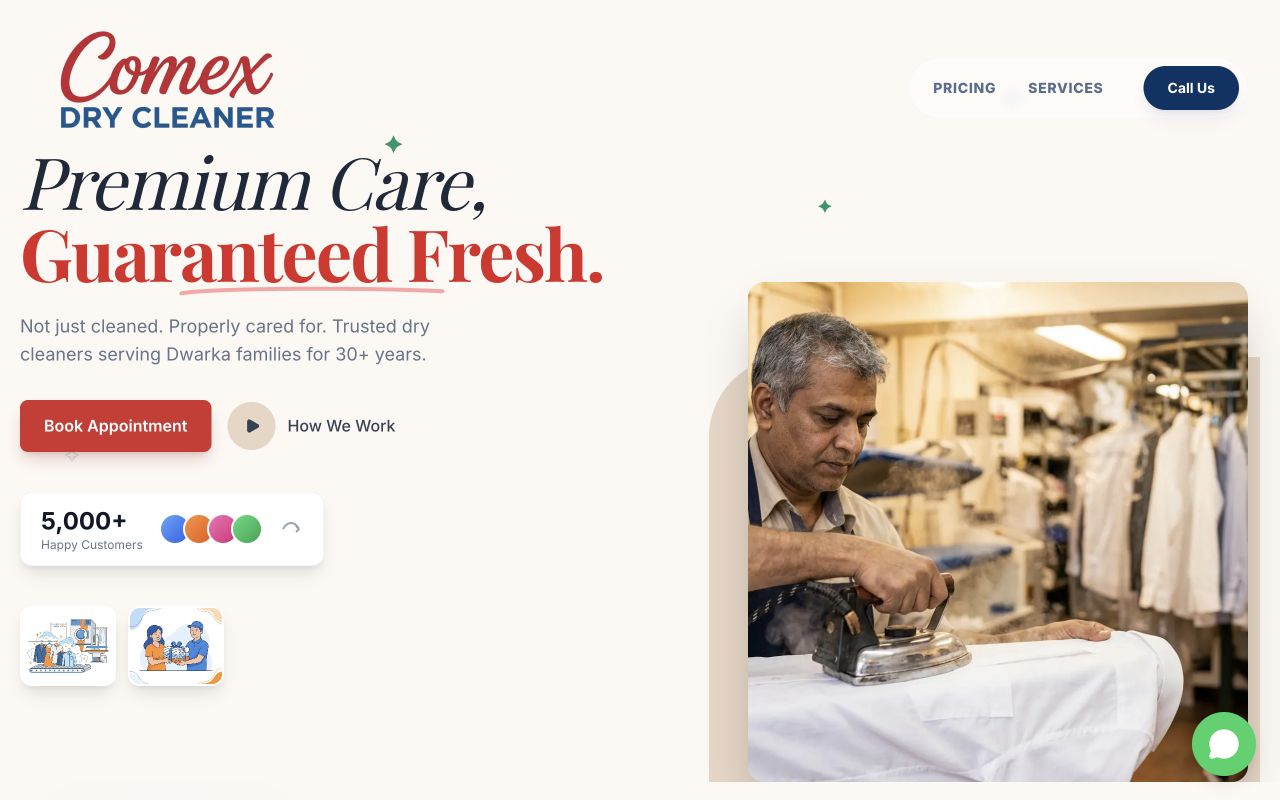 Comex
DRY CLEANER
PRICING
SERVICES
Call Us
Premium Care,
Guaranteed Fresh.
Not just cleaned. Properly cared for. Trusted dry
cleaners serving Dwarka families for 30+ years.
Book Appointment
How We Work
5,000+
Happy Customers